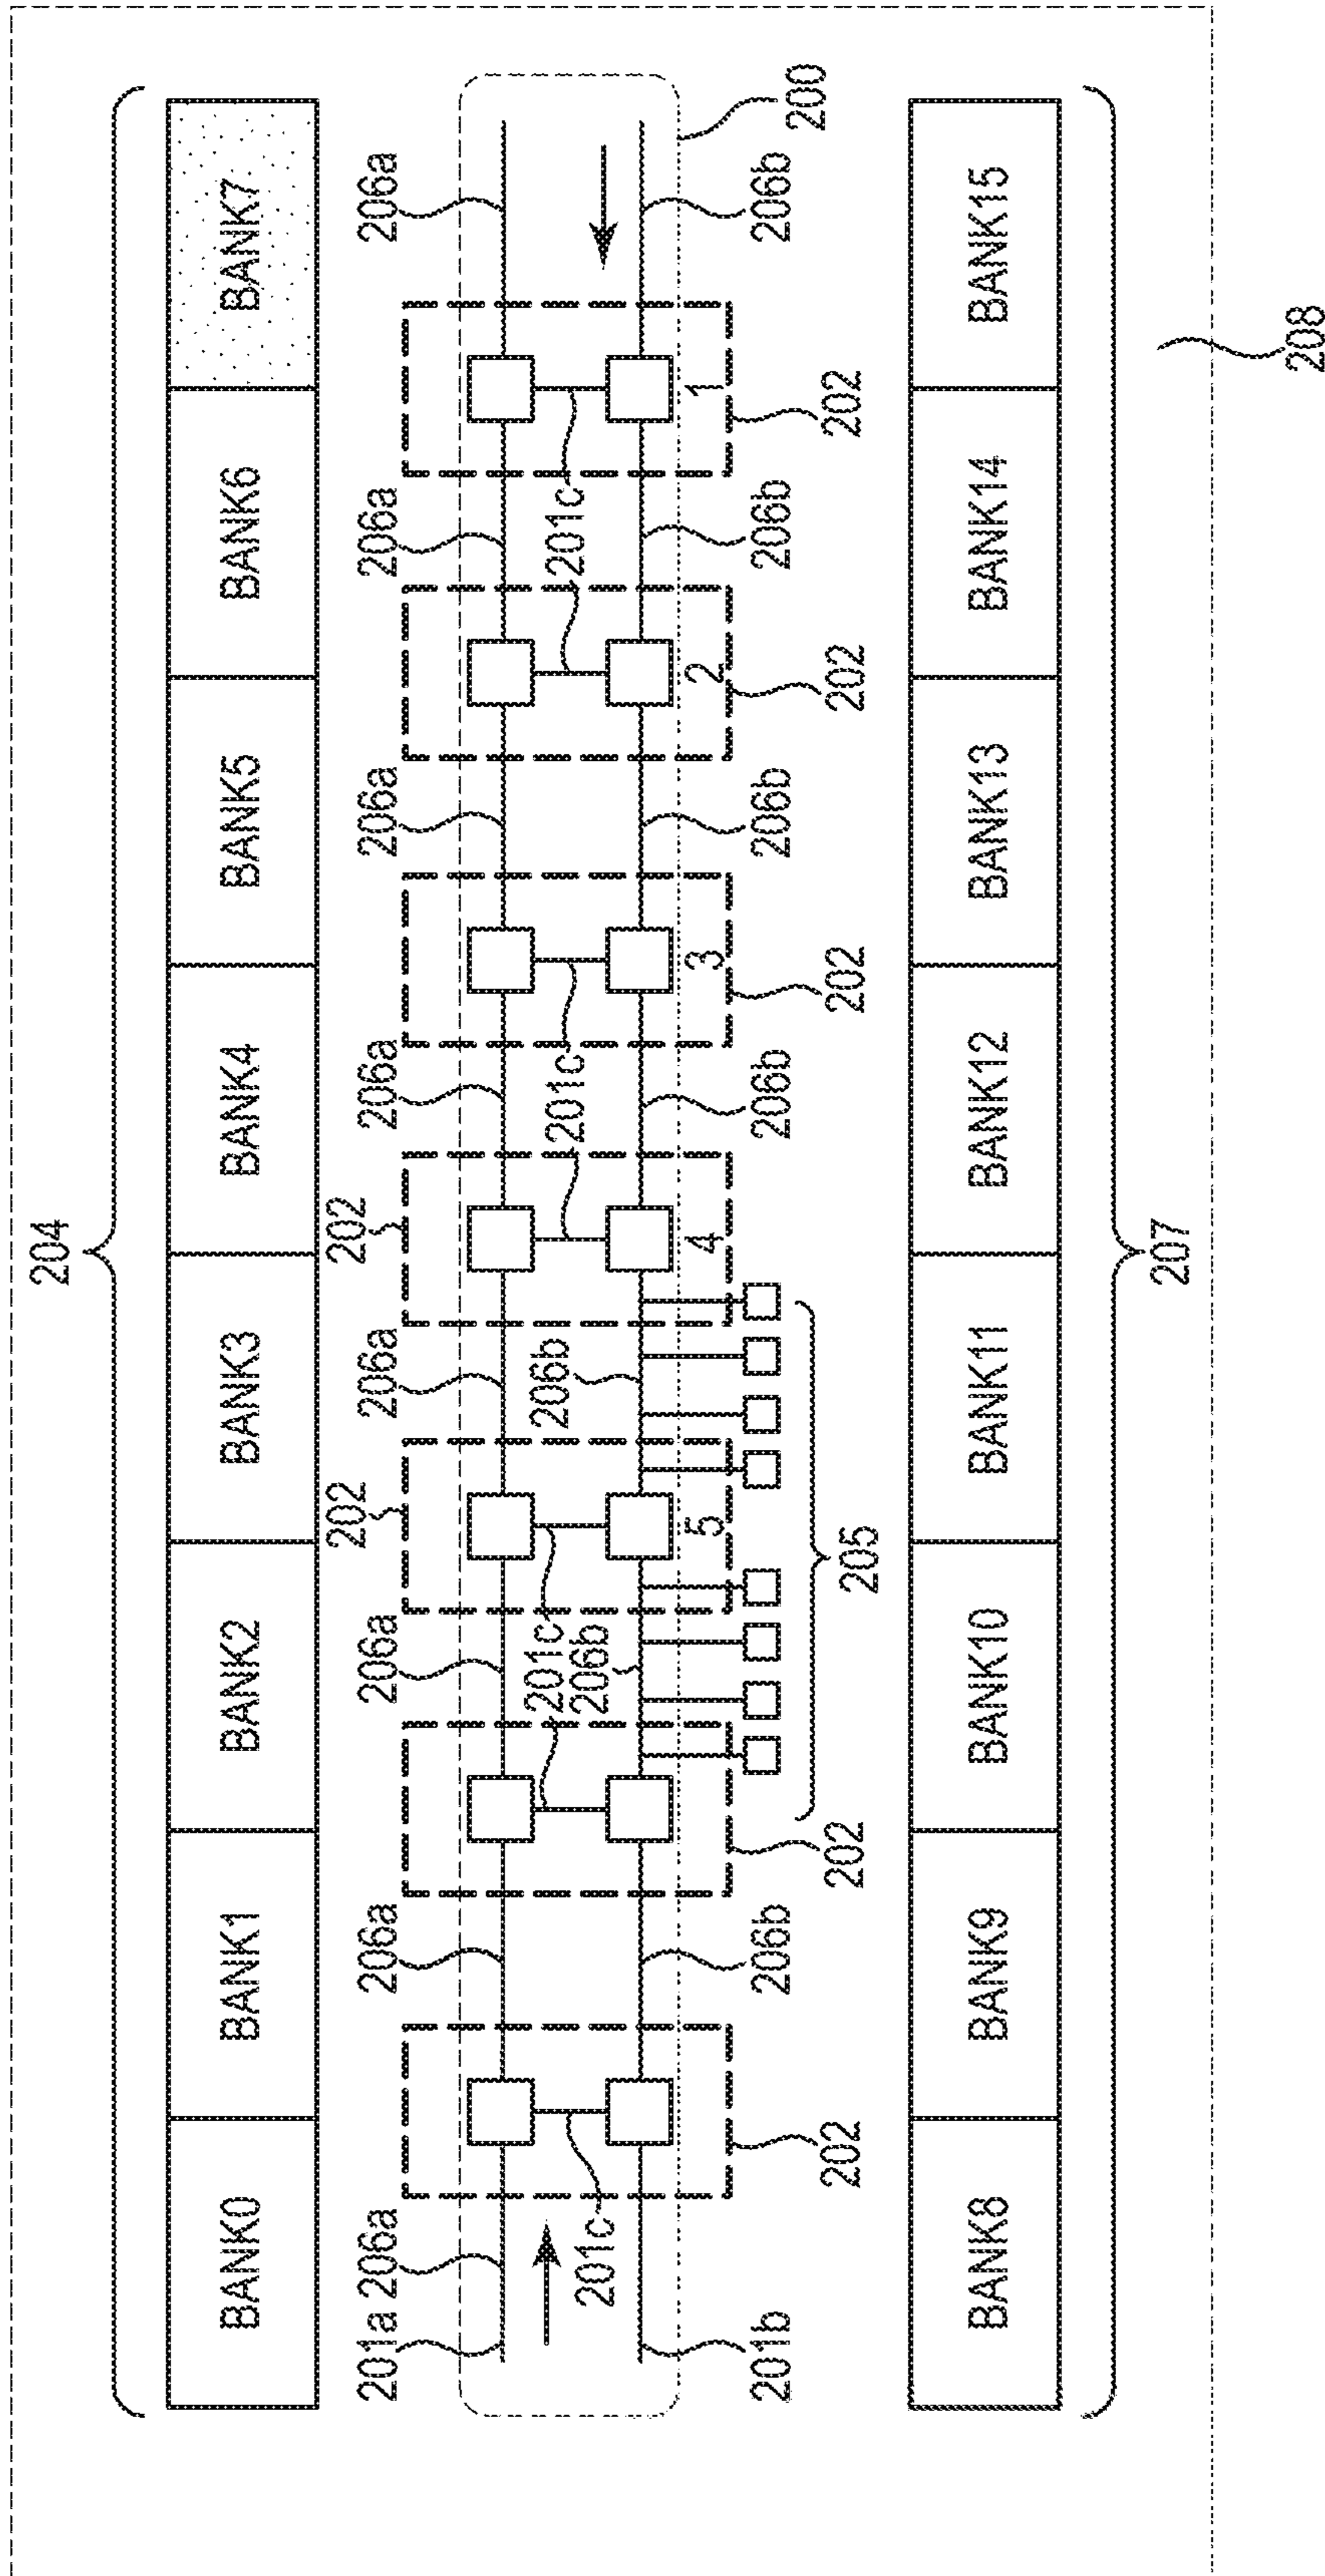 204
BANK0 BANK1 BANK2 BANK3 BANK4 BANK5 BANK6 BANK7
202 202
201a 206a 206a 206a 206a 206a 206a 206a 206a
200
201c 201c 201c 201c 201c 201c
206b 206b
5 4 3 2 1
201b 206b 206b 206b 206b 206b
202 202 205 202 202 202
BANK8 BANK9 BANK10 BANK11 BANK12 BANK13 BANK14 BANK15
207
208